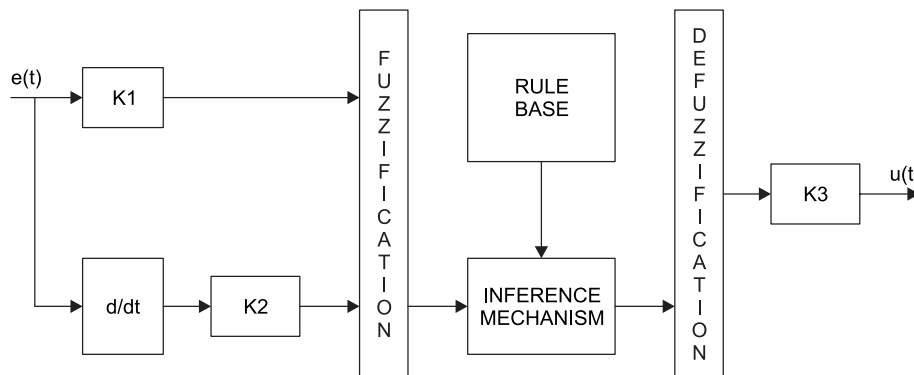 e(t)
K1
d/dt
K2
FUZZIFICATION
RULE
BASE
INFERENCE
MECHANISM
DEFUZZIFICATION
K3
u(t